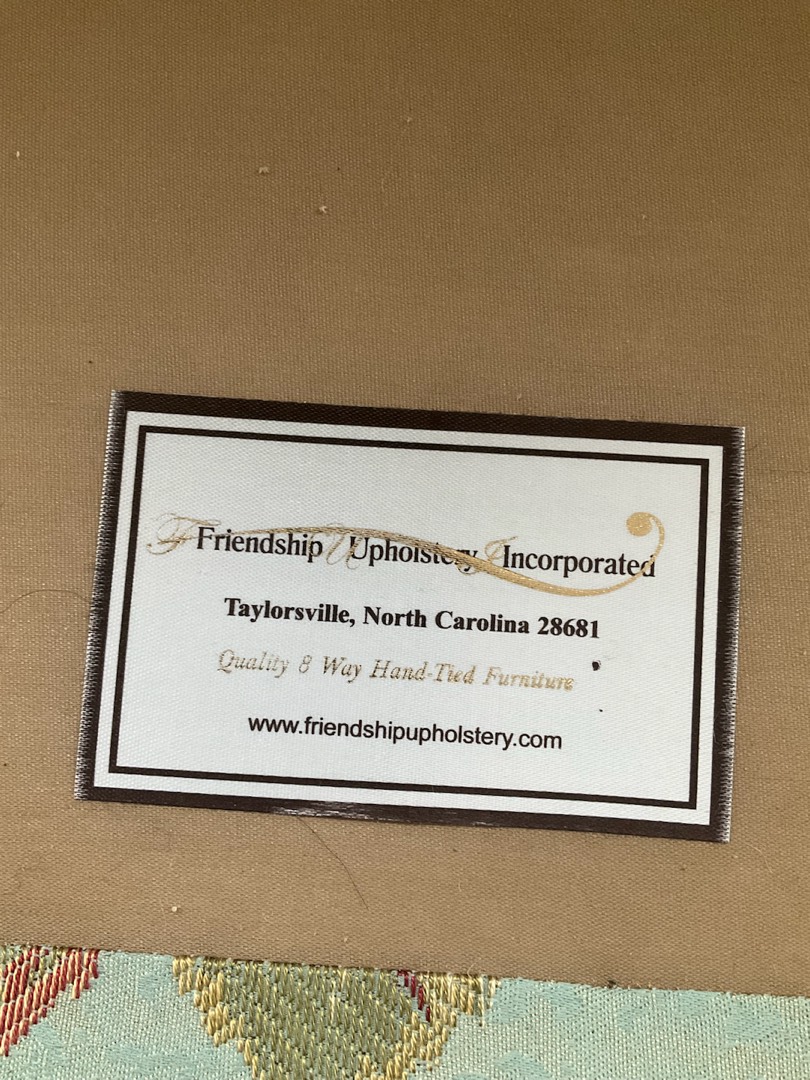 Friendship Upholstery Incorporated
Taylorsville, North Carolina 28681
Quality 8 Way Hand-Tied Furniture
www.friendshipupholstery.com